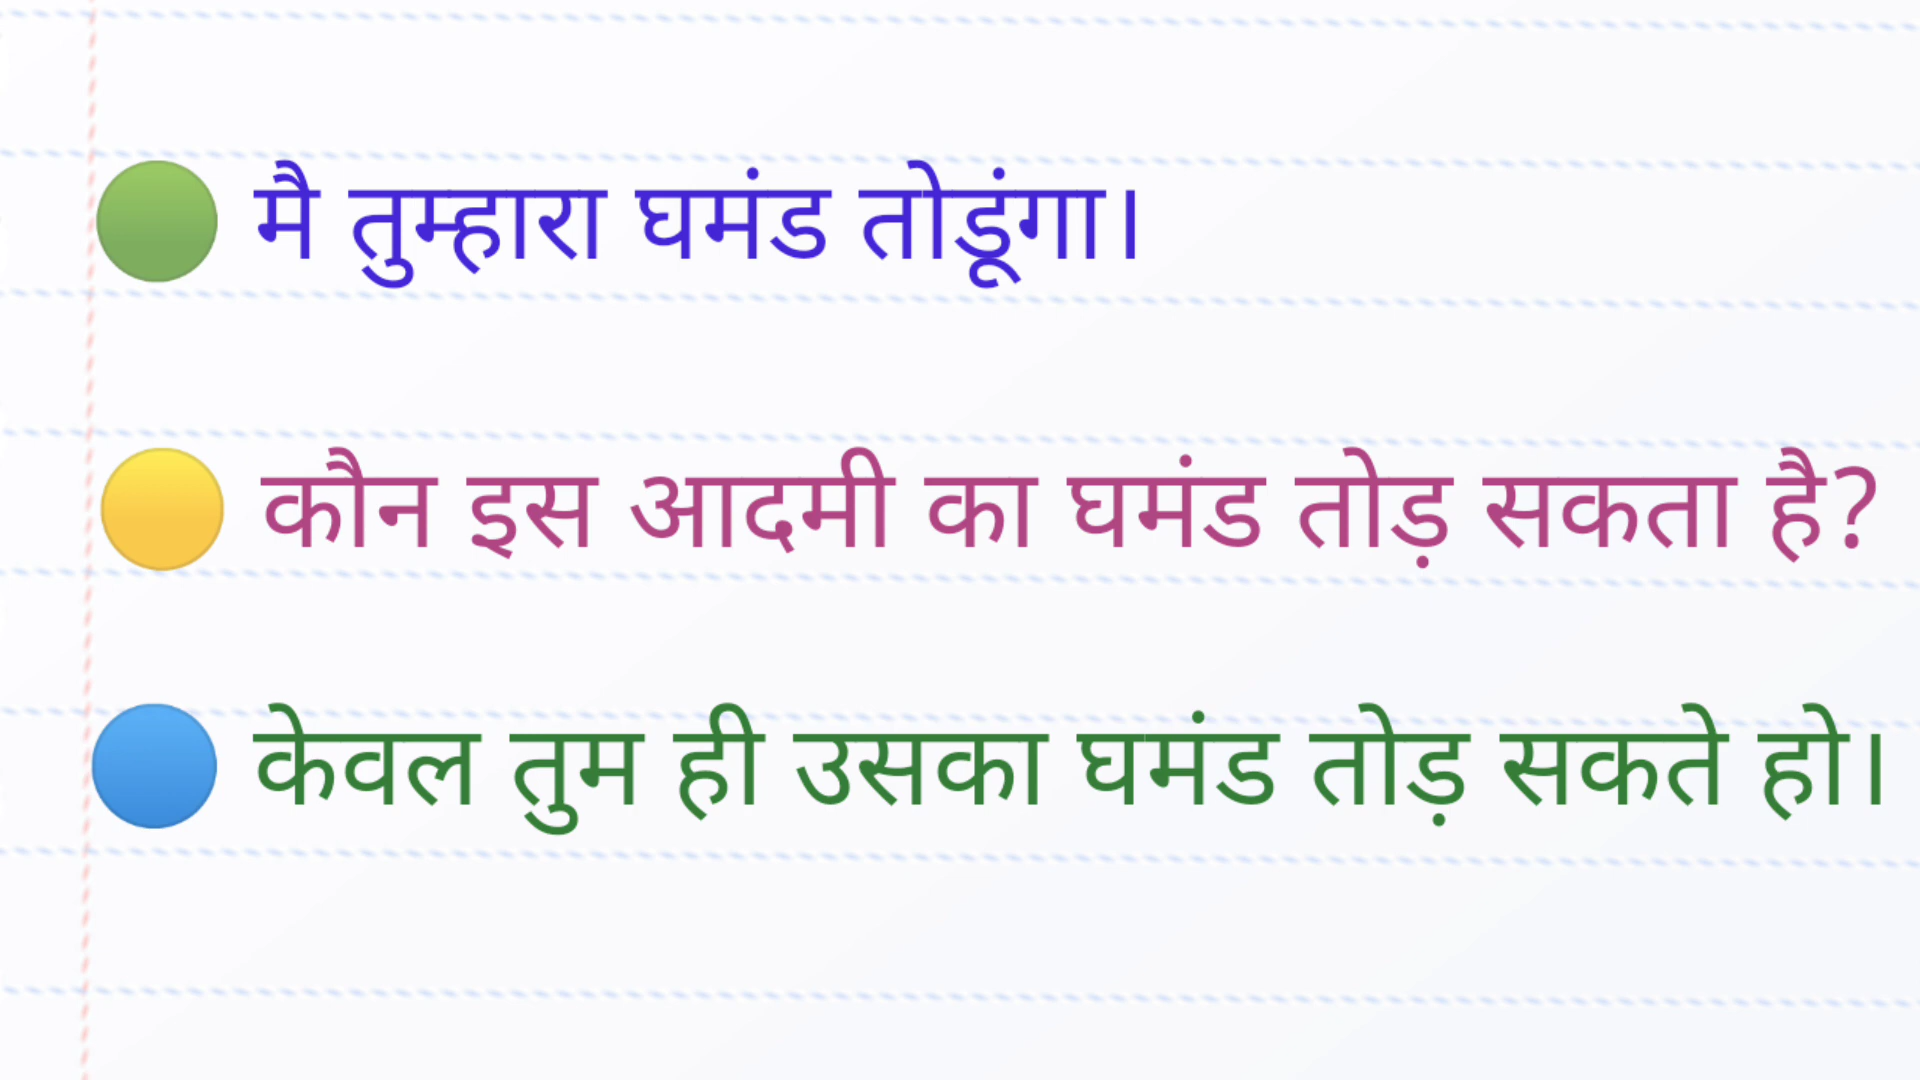 मै तुम्हारा घमंड तोडूंगा।
कौन इस आदमी का घमंड तोड़ सकता है?
केवल तुम ही उसका घमंड तोड़ सकते हो।